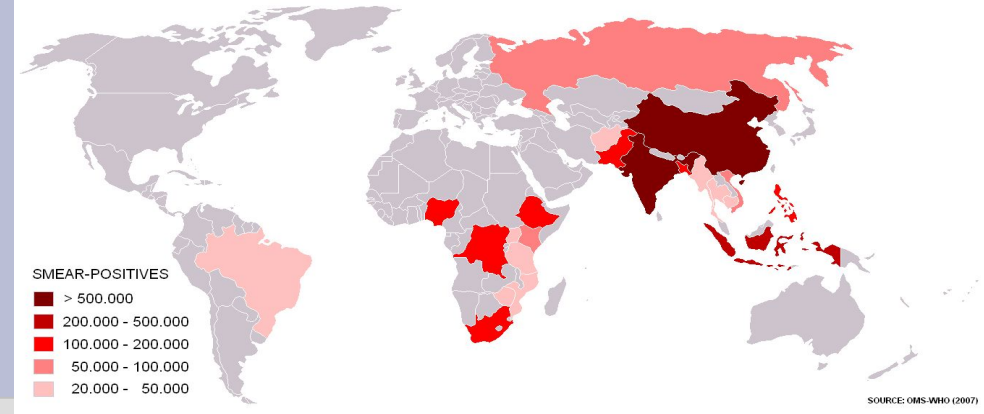 SMEAR-POSITIVES
> 500.000
200.000 - 500.000
100.000 - 200.000
50.000 - 100.000
20.000 - 50.000
SOURCE: OMS-WHO (2007)